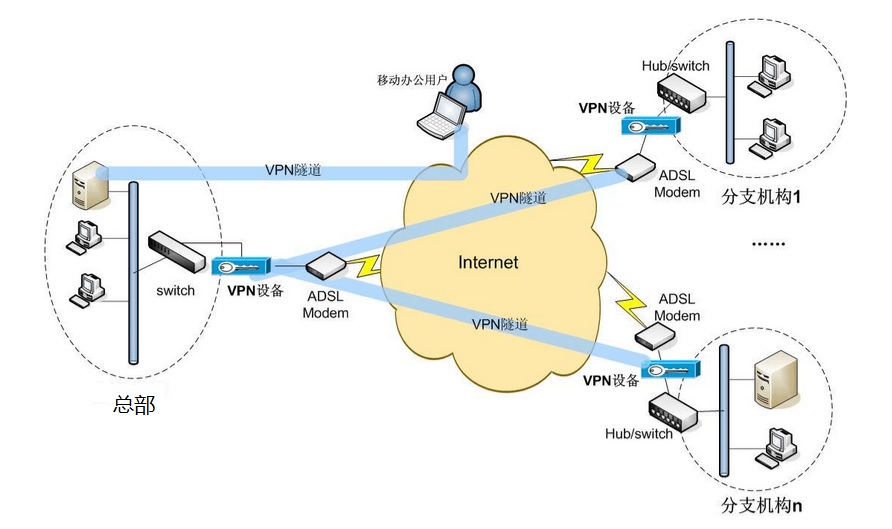 移动办公用户
Hub/switch
VPN设备
VPN隧道
ADSL
Modem
VPN隧道
分支机构1
......
Internet
switch
VPN设备
ADSL
Modem
ADSL
Modem
VPN隧道
VPN设备
总部
Hub/switch
分支机构n